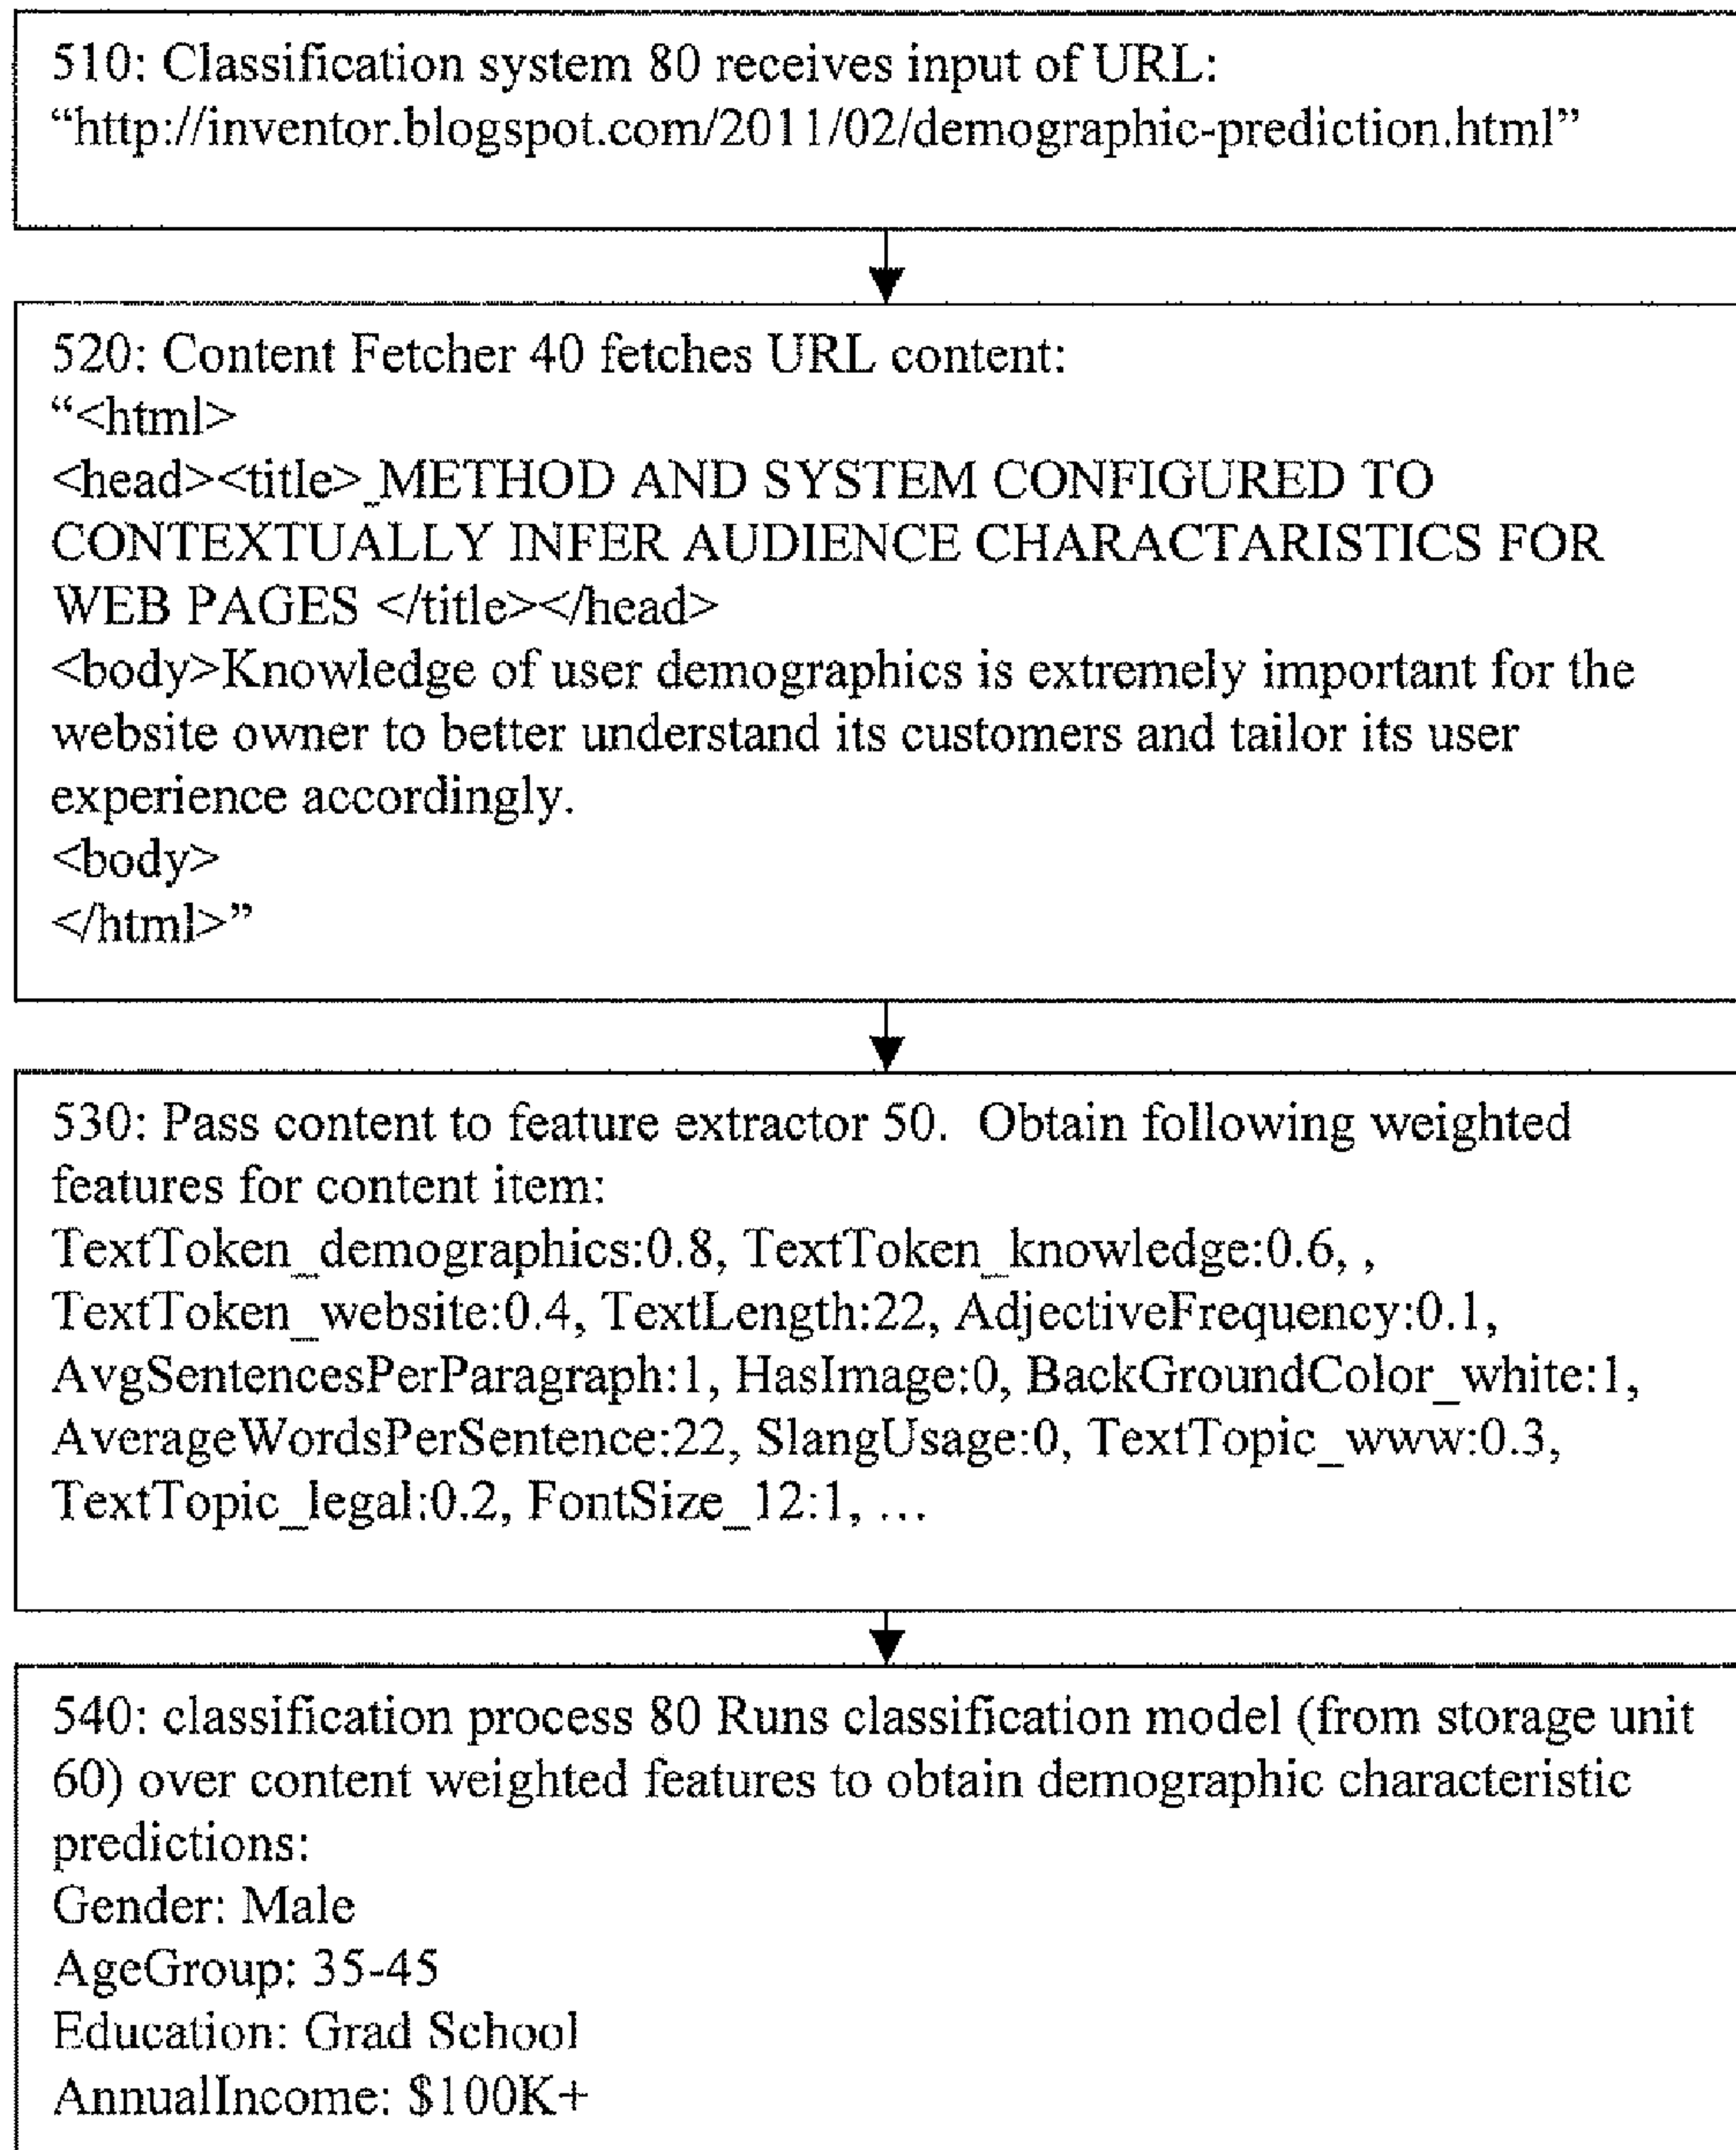 510: Classification system 80 receives input of URL:
“http://inventor.blogspot.com/2011/02/demographic-prediction.html”
520: Content Fetcher 40 fetches URL content:
“<html>
<head><title> METHOD AND SYSTEM CONFIGURED TO
CONTEXTUALLY INFER AUDIENCE CHARACTARISTICS FOR
WEB PAGES </title></head>
<body>Knowledge of user demographics is extremely important for the
website owner to better understand its customers and tailor its user
experience accordingly.
<body>
</html>”
530: Pass content to feature extractor 50.  Obtain following weighted
features for content item:
TextToken_demographics:0.8, TextToken_knowledge:0.6, ,
TextToken_website:0.4, TextLength:22, AdjectiveFrequency:0.1,
AvgSentencesPerParagraph:1, HasImage:0, BackGroundColor_white:1,
AverageWordsPerSentence:22, SlangUsage:0, TextTopic_www:0.3,
TextTopic_legal:0.2, FontSize_12:1, …
540: classification process 80 Runs classification model (from storage unit
60) over content weighted features to obtain demographic characteristic
predictions:
Gender: Male
AgeGroup: 35-45
Education: Grad School
AnnualIncome: $100K+